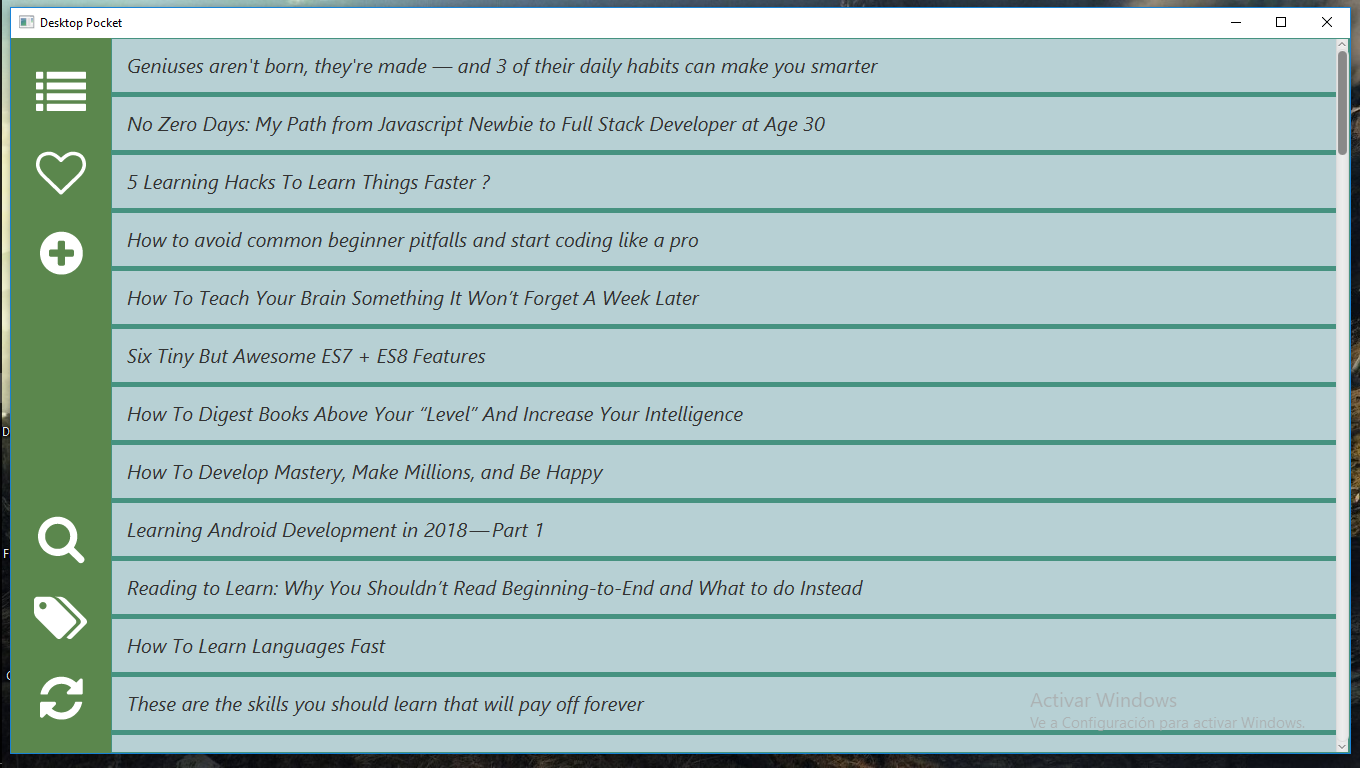 Desktop Pocket
Geniuses aren't born, they're made — and 3 of their daily habits can make you smarter
No Zero Days: My Path from Javascript Newbie to Full Stack Developer at Age 30
5 Learning Hacks To Learn Things Faster ?
How to avoid common beginner pitfalls and start coding like a pro
How To Teach Your Brain Something It Won’t Forget A Week Later
Six Tiny But Awesome ES7 + ES8 Features
How To Digest Books Above Your “Level” And Increase Your Intelligence
How To Develop Mastery, Make Millions, and Be Happy
Learning Android Development in 2018 — Part 1
Reading to Learn: Why You Shouldn’t Read Beginning-to-End and What to do Instead
How To Learn Languages Fast
These are the skills you should learn that will pay off forever
Activar Windows
Ve a Configuración para activar Windows.